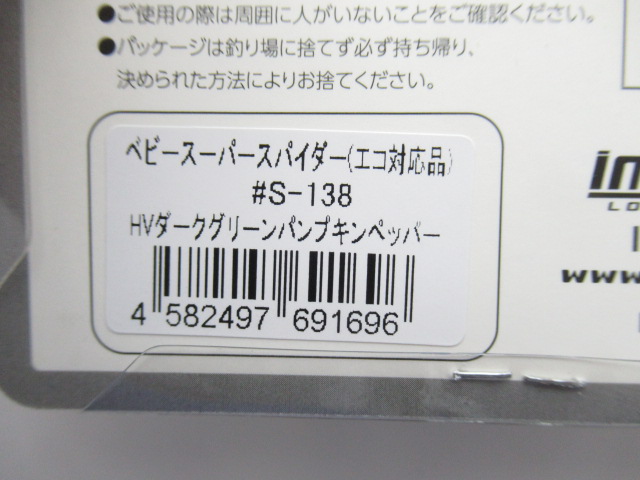 ●ご使用の際は周囲に人がいないことをご確認ください。
●パッケージは釣り場に捨てず必ず持ち帰り、
決められた方法によりお捨てください。
ベビースーパースパイダー(エコ対応品)
#S-138
HVダークグリーンパンプキンペッパー
4 582497 691696
im
LO
www.